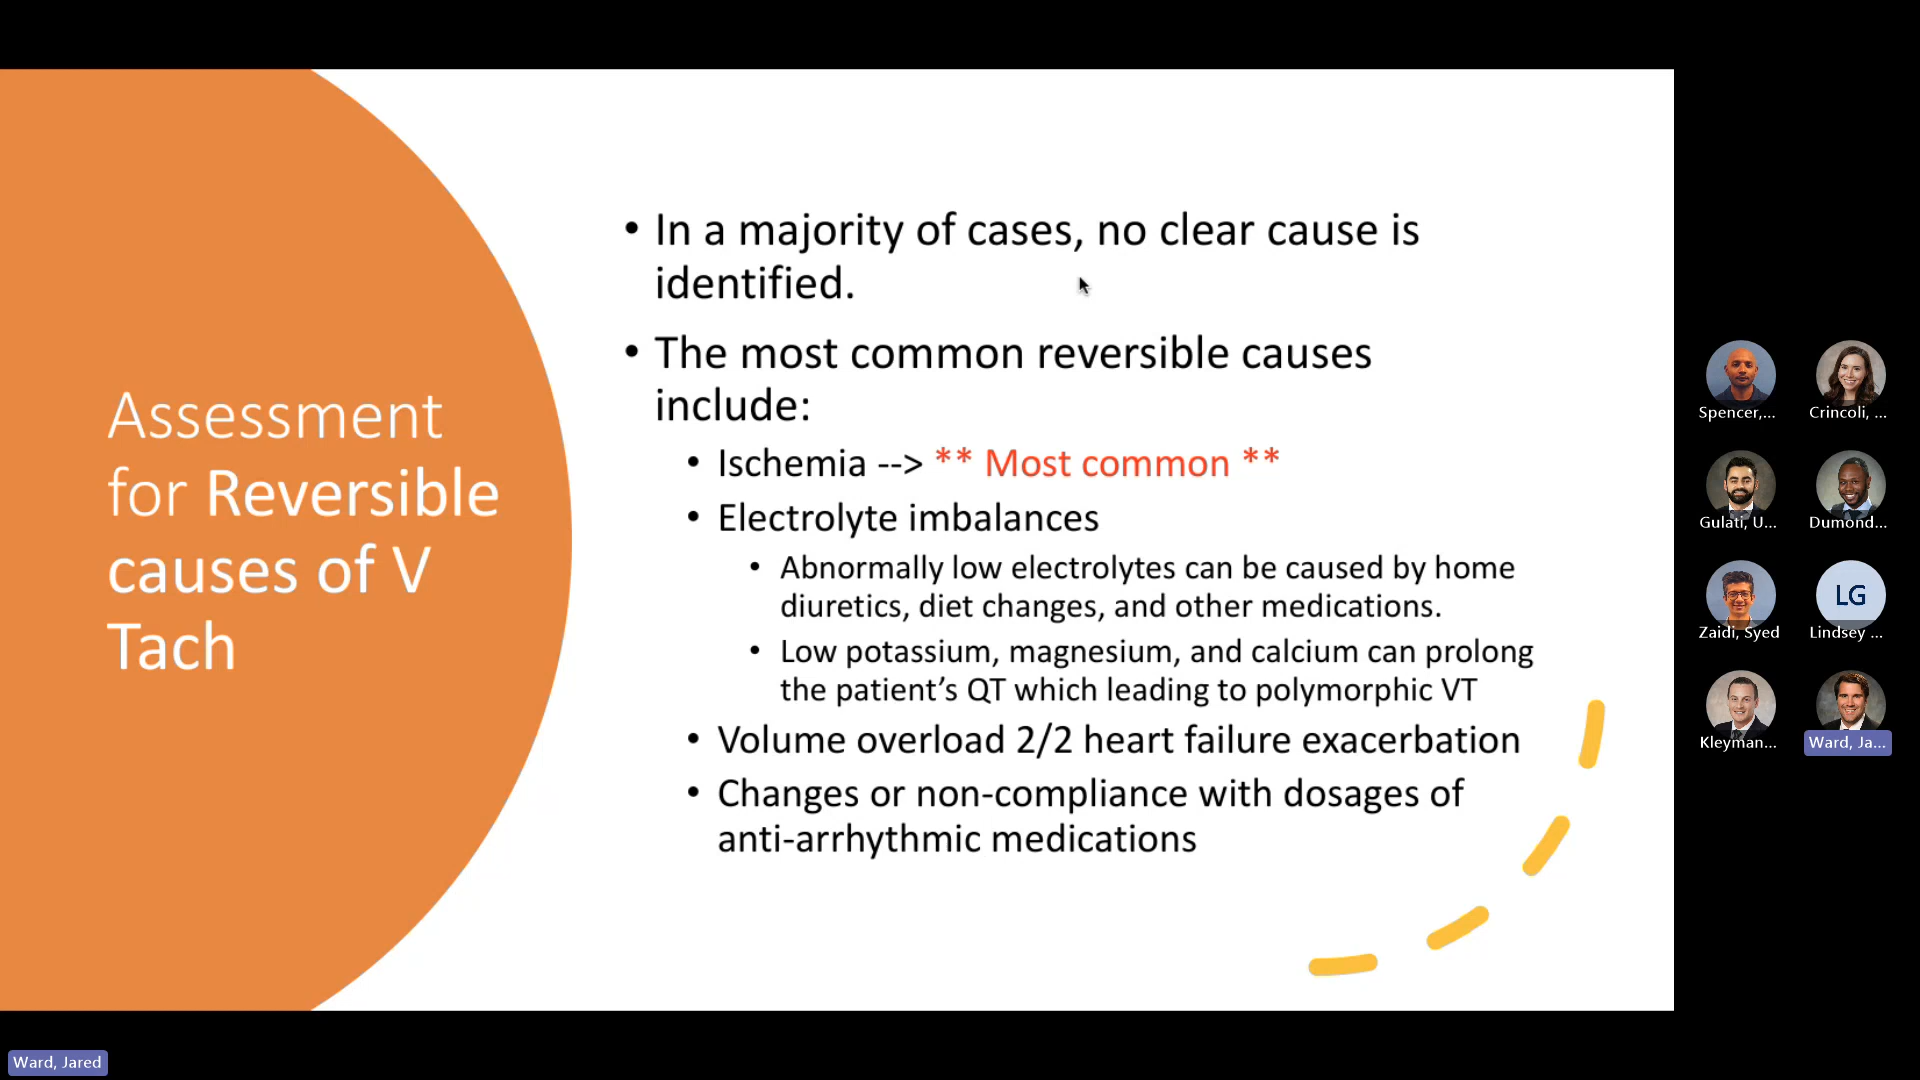 Assessment
for Reversible
causes of V
Tach
• In a majority of cases, no clear cause is
identified.
• The most common reversible causes
include:
• Ischemia --> ** Most common **
• Electrolyte imbalances
• Abnormally low electrolytes can be caused by home
diuretics, diet changes, and other medications.
• Low potassium, magnesium, and calcium can prolong
the patient’s QT which leading to polymorphic VT
• Volume overload 2/2 heart failure exacerbation
• Changes or non-compliance with dosages of
anti-arrhythmic medications
Spencer,...
Crincoli, ...
Gulati, U...
Dumond...
LG
Zaidi, Syed
Lindsey ...
Kleyman...
Ward, Ja...
Ward, Jared